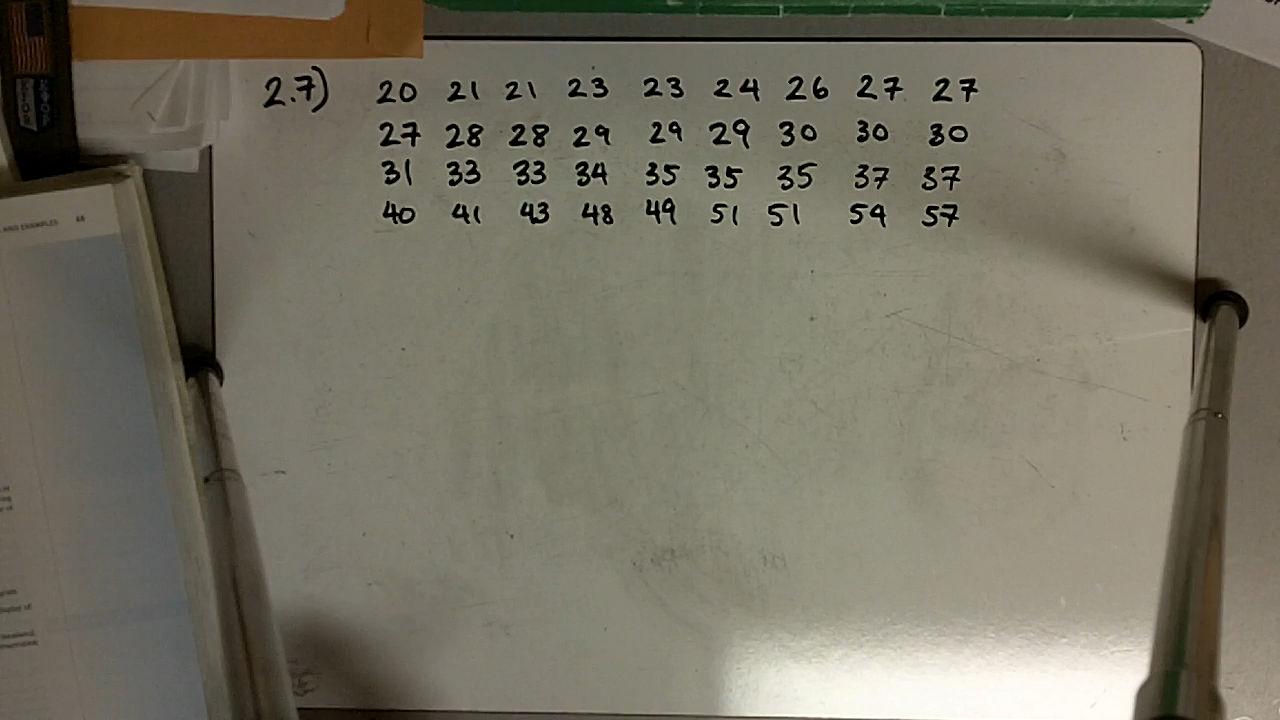 2.7) 20 21 21 23 23 24 26 27 27
27 28 28 29 29 29 30 30 30
31 33 33 34 35 35 35 37 37
40 41 43 48 49 51 51 54 57
AND EXAMPLES